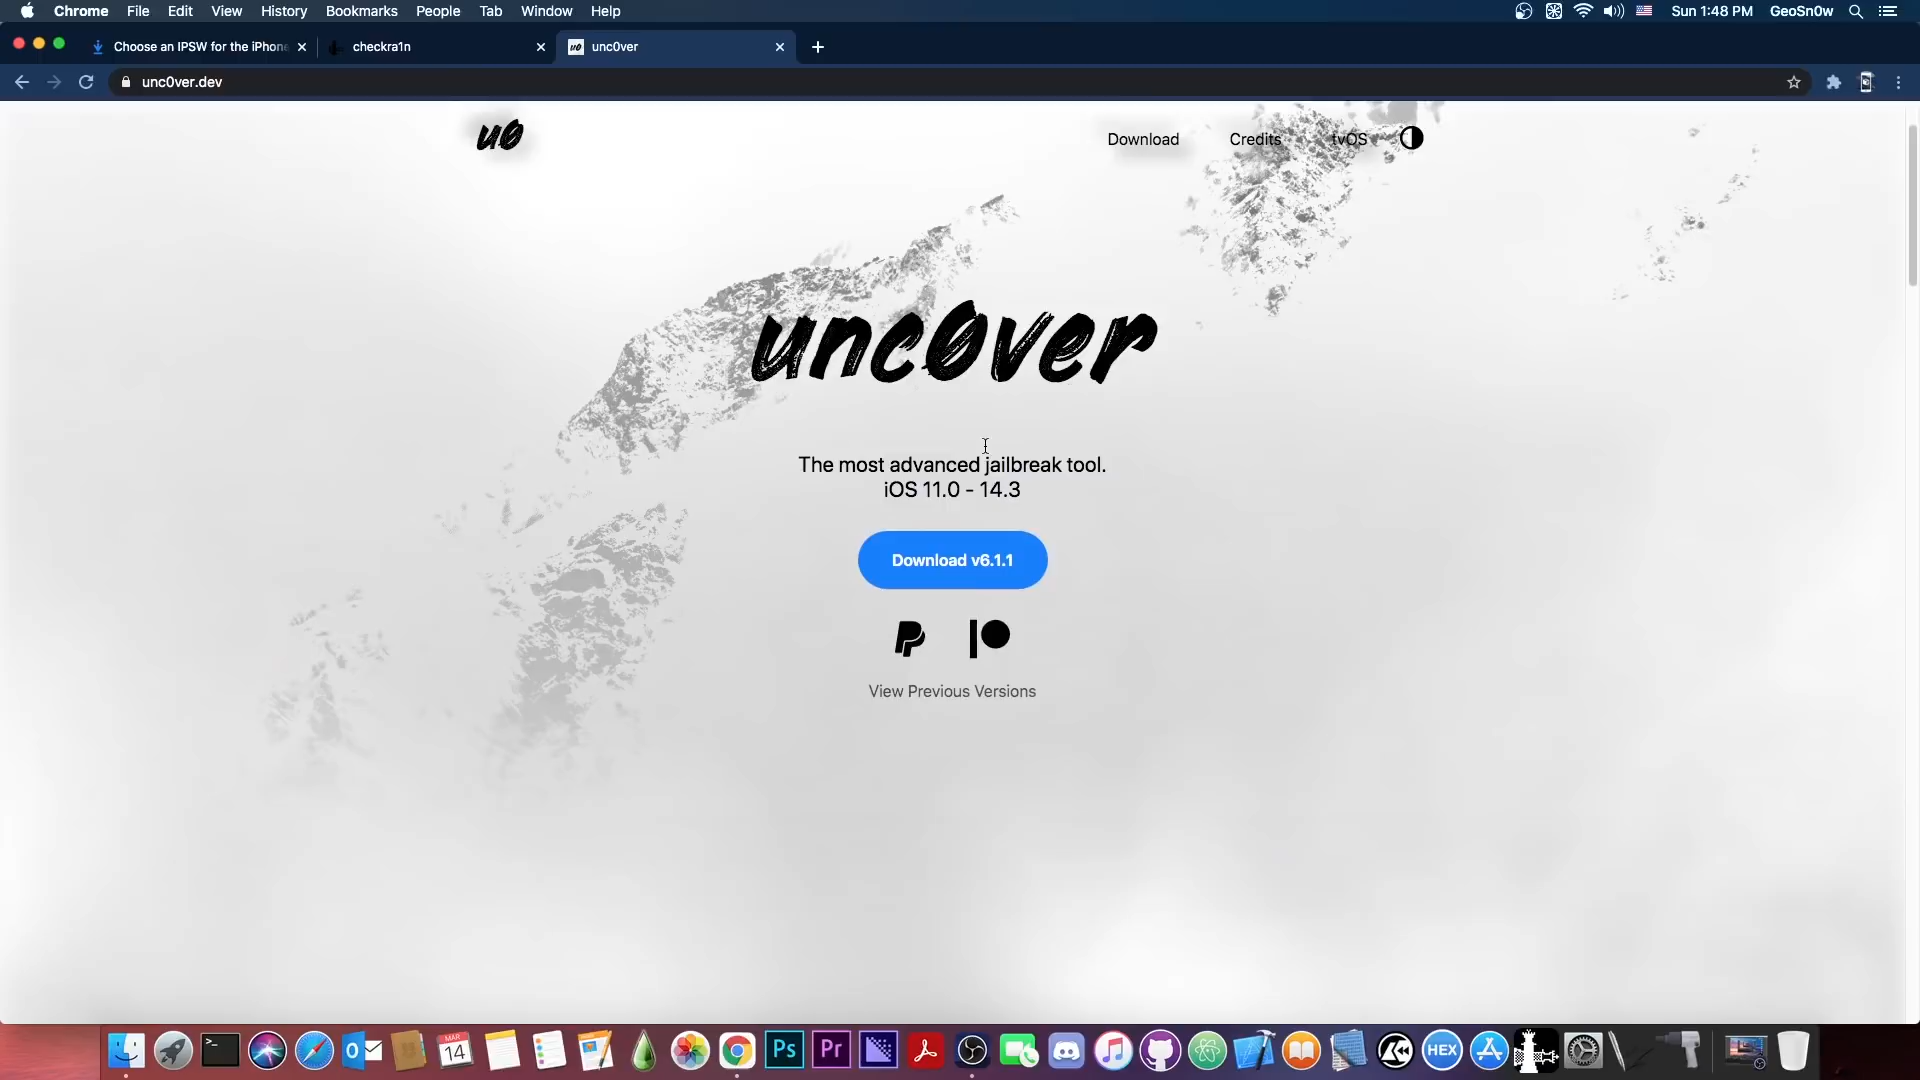 Chrome File Edit View History Bookmarks People Tab Window Help Sun 1:48 PM GeoSn0w
Choose an IPSW for the iPhone checkra1n unc0ver
unc0ver.dev
u0 Download Credits tvOS
unc0ver
The most advanced jailbreak tool.
iOS 11.0 - 14.3
Download v6.1.1
View Previous Versions
MAR
14
Ps
Pr
HEX